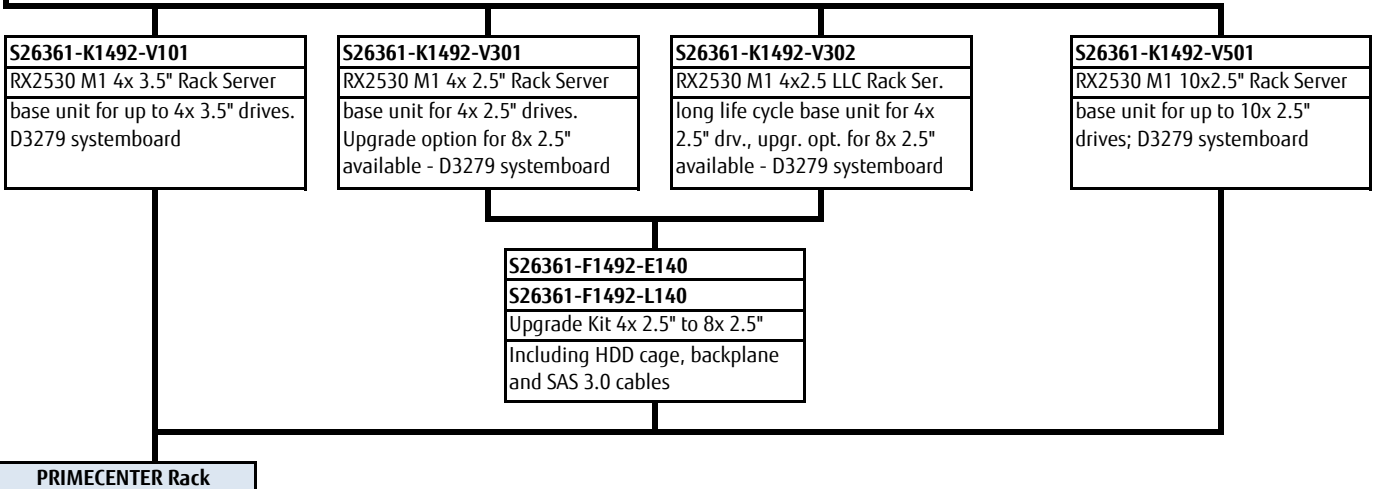 S26361-K1492-V101
RX2530 M1 4x 3.5" Rack Server
base unit for up to 4x 3.5" drives.
D3279 systemboard
S26361-K1492-V301
RX2530 M1 4x 2.5" Rack Server
base unit for 4x 2.5" drives.
Upgrade option for 8x 2.5"
available - D3279 systemboard
S26361-K1492-V302
RX2530 M1 4x2.5 LLC Rack Ser.
long life cycle base unit for 4x
2.5" drv., upgr. opt. for 8x 2.5"
available - D3279 systemboard
S26361-K1492-V501
RX2530 M1 10x2.5" Rack Server
base unit for up to 10x 2.5"
drives; D3279 systemboard
S26361-F1492-E140
S26361-F1492-L140
Upgrade Kit 4x 2.5" to 8x 2.5"
Including HDD cage, backplane
and SAS 3.0 cables
PRIMECENTER Rack